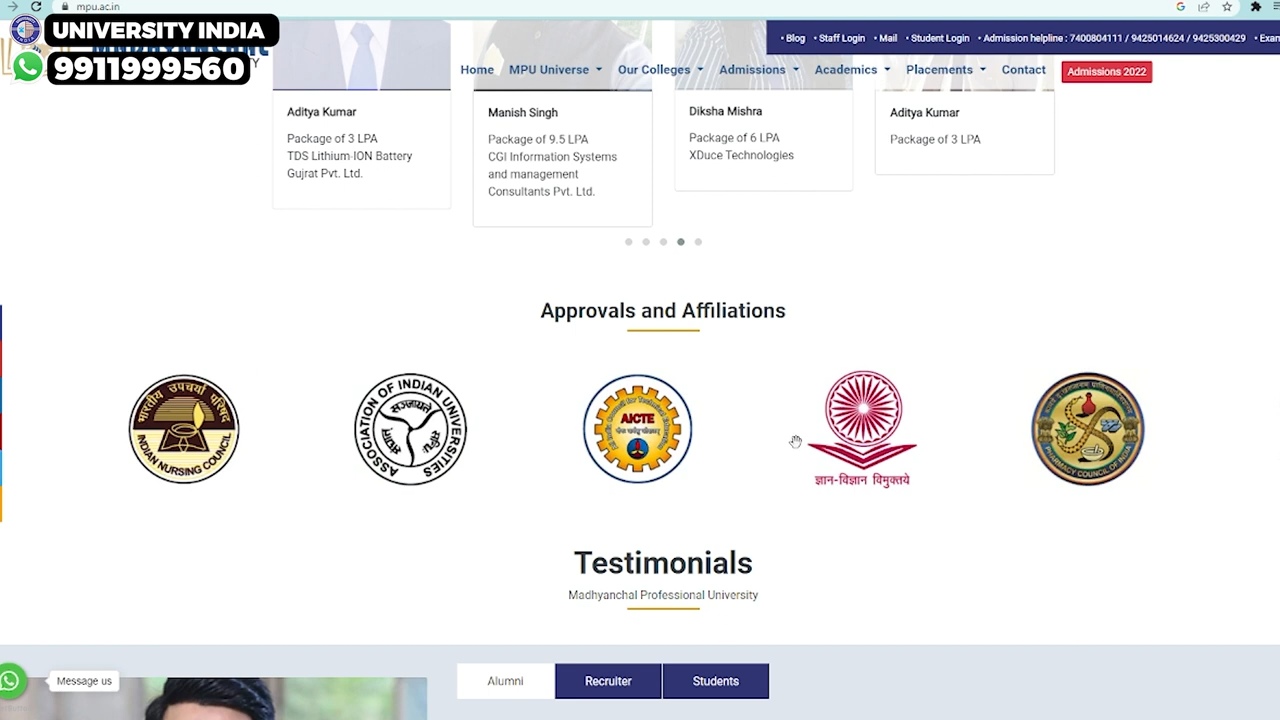 mpu.ac.in
UNIVERSITY INDIA
9911999560
• Blog • Staff Login • Mail • Student Login • Admission helpline : 7400804111 / 9425014624 / 9425300429 • Exam
Home MPU Universe Our Colleges Admissions Academics Placements Contact Admissions 2022
Aditya Kumar
Package of 3 LPA
TDS Lithium-ION Battery
Gujrat Pvt. Ltd.
Manish Singh
Package of 9.5 LPA
CGI Information Systems
and management
Consultants Pvt. Ltd.
Diksha Mishra
Package of 6 LPA
XDuce Technologies
Aditya Kumar
Package of 3 LPA
Approvals and Affiliations
भारतीय उपचर्या परिषद
INDIAN NURSING COUNCIL
ASSOCIATION OF INDIAN UNIVERSITIES
AICTE
ज्ञान-विज्ञान विमुक्तये
PHARMACY COUNCIL OF INDIA
Testimonials
Madhyanchal Professional University
Message us
Alumni
Recruiter
Students